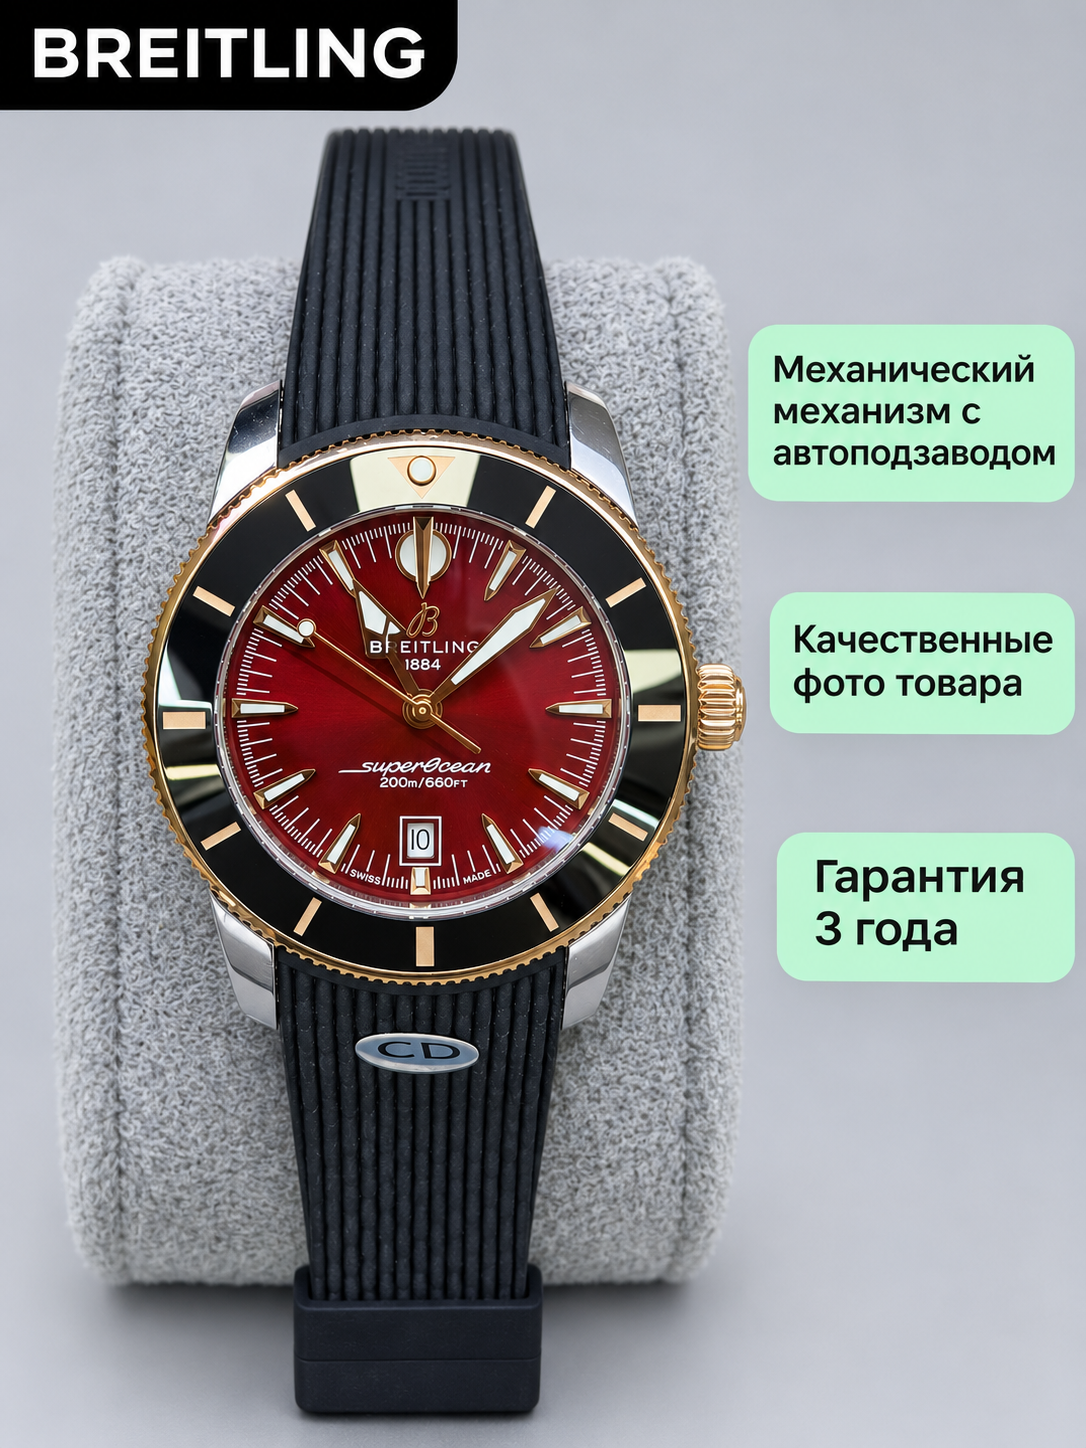 BREITLING
Механический
механизм с
автоподзаводом
BREITLING
1884
Качественные
фото товара
superOcean
200m/660FT
10
SWISS MADE
Гарантия
3 года
CD